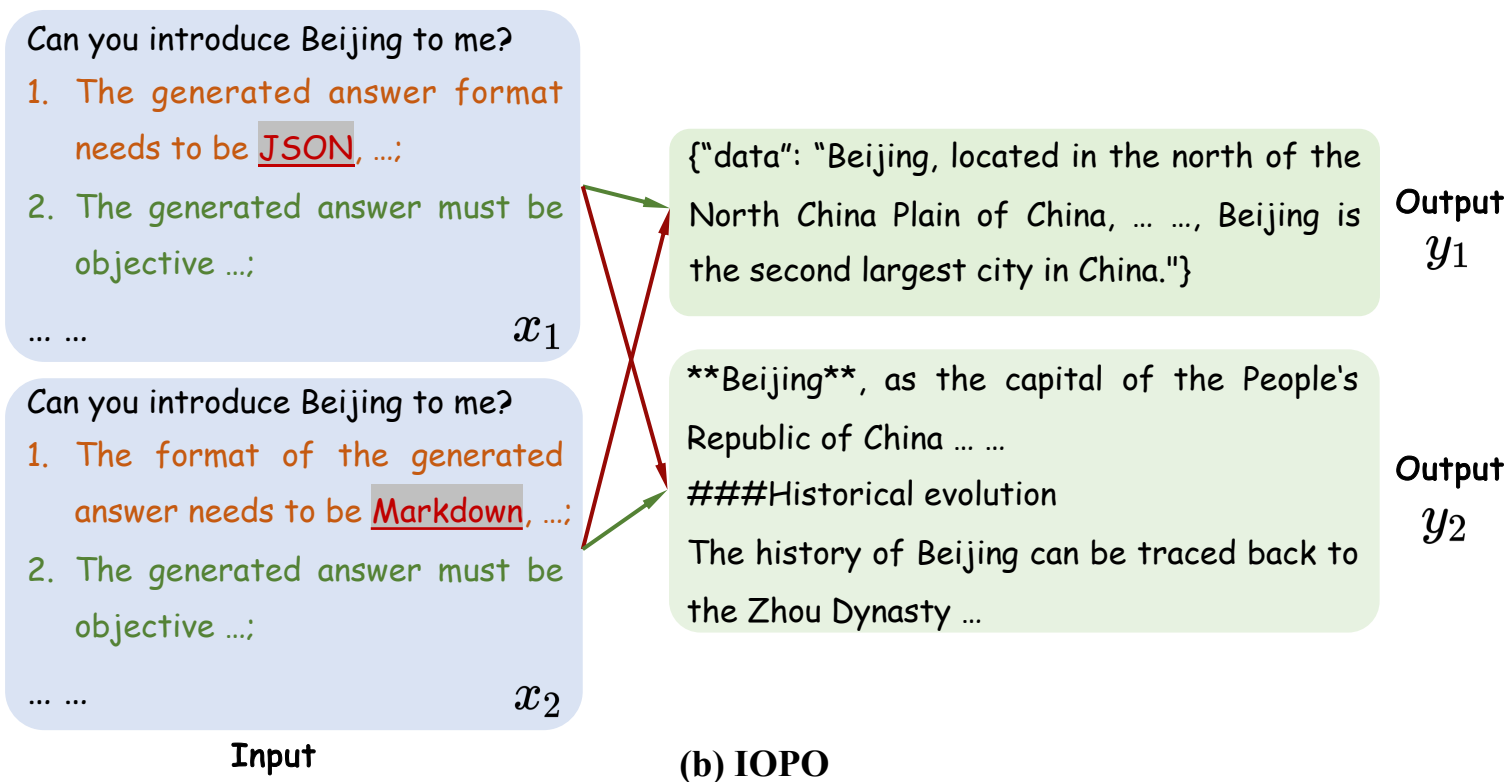 Can you introduce Beijing to me?
1. The generated answer format
needs to be JSON, ...;
2. The generated answer must be
objective ...;
... ...
x1
Can you introduce Beijing to me?
1. The format of the generated
answer needs to be Markdown, ...;
2. The generated answer must be
objective ...;
... ...
x2
Input
{“data”: “Beijing, located in the north of the
North China Plain of China, ... ..., Beijing is
the second largest city in China."}
Output
y1
**Beijing**, as the capital of the People‘s
Republic of China ... ...
###Historical evolution
The history of Beijing can be traced back to
the Zhou Dynasty ...
Output
y2
(b) IOPO